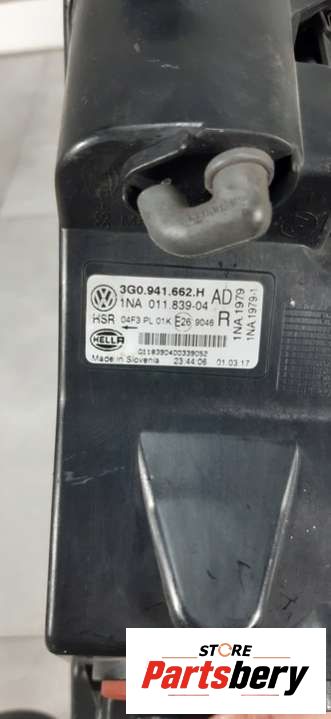 3G0.941.662.H AD
1NA 011.839-04 R
HSR 04F3 PL 01K E26 9046
HELLA
Made in Slovenia 23:44:06 01.03.17
1NA.1979
1NA.1979-1
STORE
Partsbery